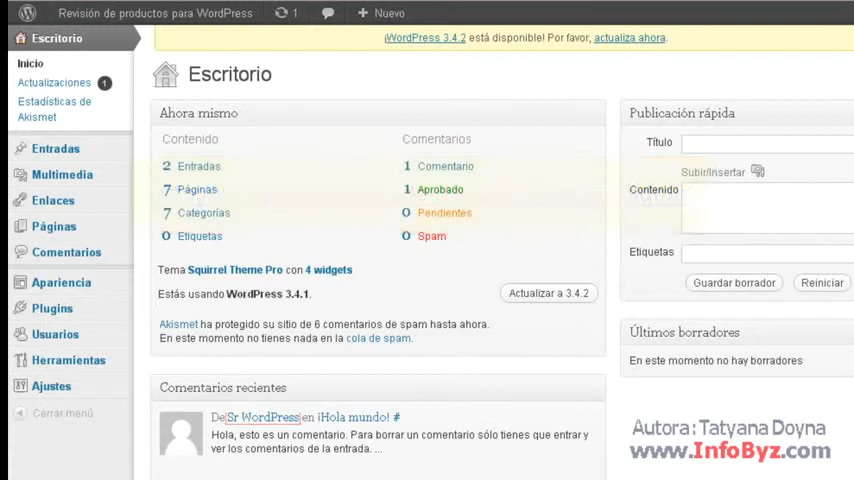 Revisión de productos para WordPress 1 Nuevo
Escritorio
¡WordPress 3.4.2 está disponible! Por favor, actualiza ahora.
Inicio
Actualizaciones 1
Estadísticas de
Akismet
Entradas
Multimedia
Enlaces
Páginas
Comentarios
Apariencia
Plugins
Usuarios
Herramientas
Ajustes
Cerrar menú
Escritorio
Ahora mismo
Contenido Comentarios
2 Entradas 1 Comentario
7 Páginas 1 Aprobado
7 Categorías 0 Pendientes
0 Etiquetas 0 Spam
Tema Squirrel Theme Pro con 4 widgets
Estás usando WordPress 3.4.1. Actualizar a 3.4.2
Akismet ha protegido su sitio de 6 comentarios de spam hasta ahora.
En este momento no tienes nada en la cola de spam.
Comentarios recientes
De Sr WordPress en ¡Hola mundo! #
Hola, esto es un comentario. Para borrar un comentario sólo tienes que entrar y
ver los comentarios de la entrada. ...
Publicación rápida
Título
Subir/Insertar
Contenido
Etiquetas
Guardar borrador Reiniciar
Últimos borradores
En este momento no hay borradores
Autora : Tatyana Doyna
www.InfoByz.com